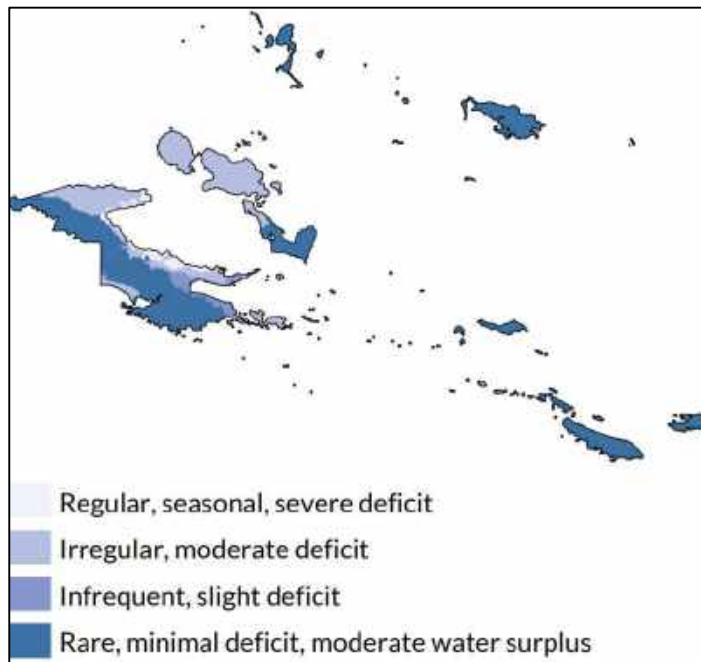 Regular, seasonal, severe deficit
Irregular, moderate deficit
Infrequent, slight deficit
Rare, minimal deficit, moderate water surplus